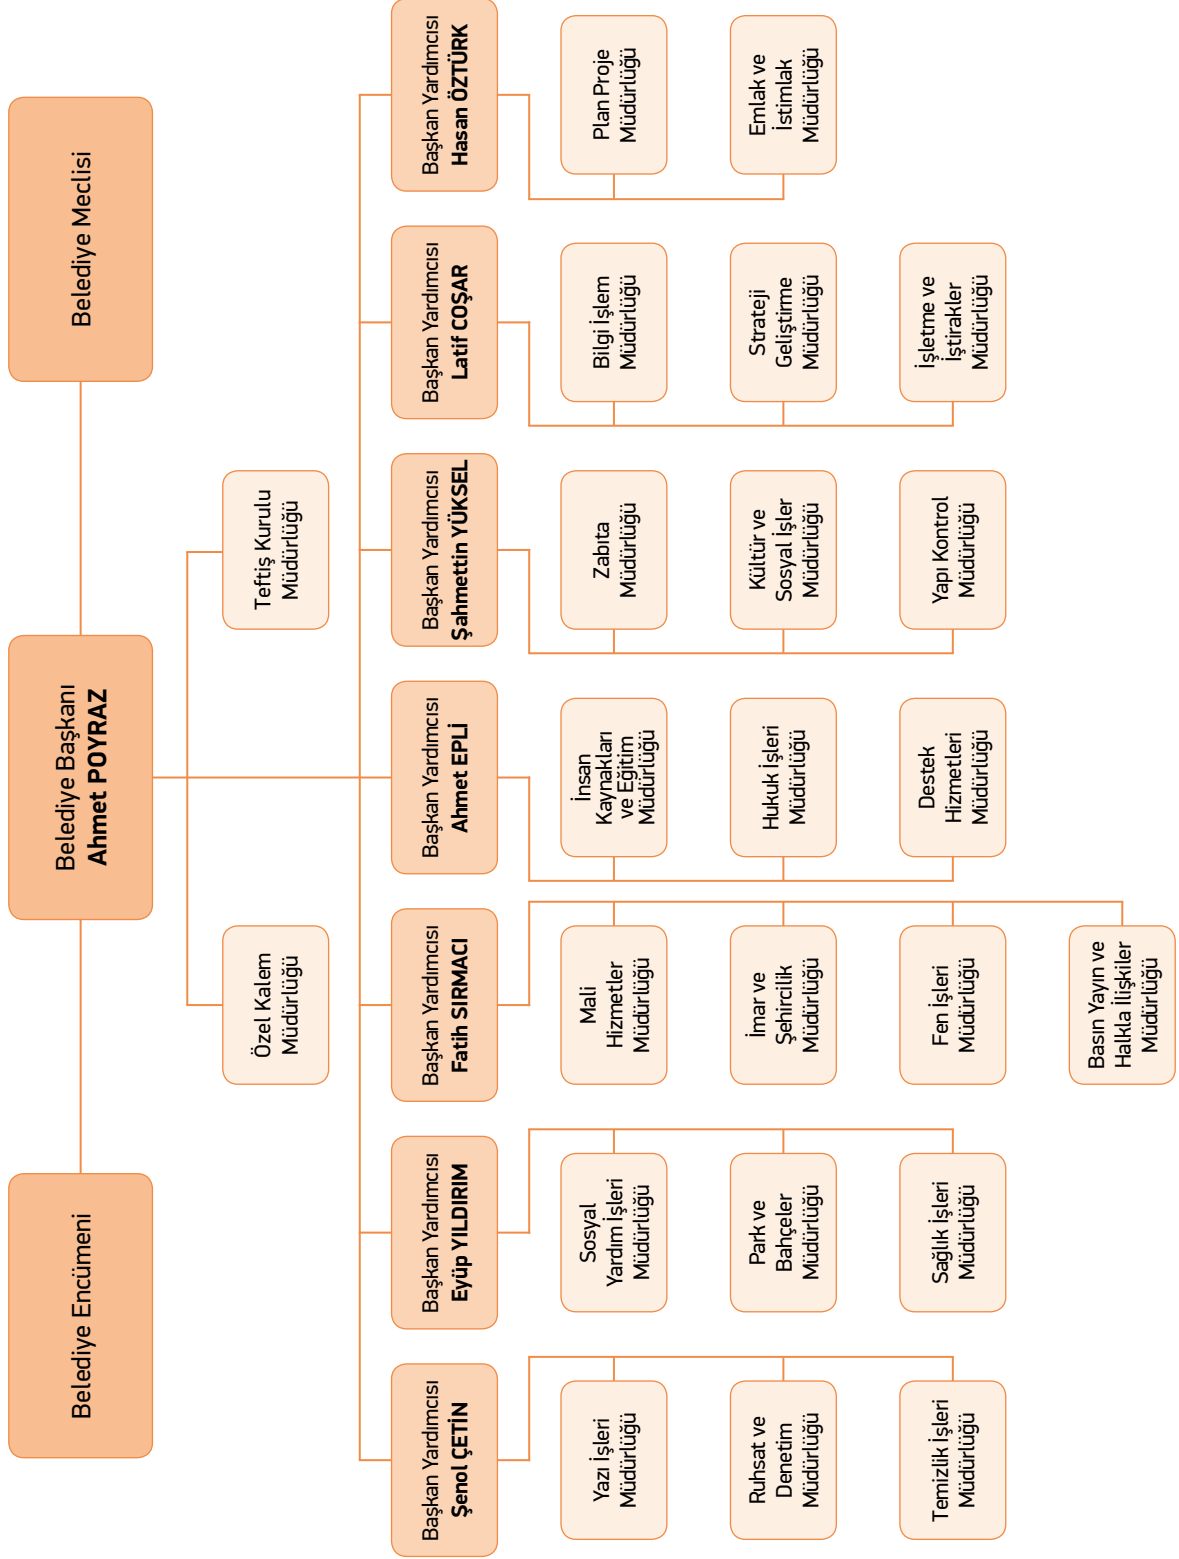 Belediye Encümeni
Belediye Başkanı
Ahmet POYRAZ
Belediye Meclisi
Özel Kalem
Müdürlüğü
Teftiş Kurulu
Müdürlüğü
Başkan Yardımcısı
Şenol ÇETİN
Başkan Yardımcısı
Eyüp YILDIRIM
Başkan Yardımcısı
Fatih SIRMACI
Başkan Yardımcısı
Ahmet EPLİ
Başkan Yardımcısı
Şahmettin YÜKSEL
Başkan Yardımcısı
Latif COŞAR
Başkan Yardımcısı
Hasan ÖZTÜRK
Yazı İşleri
Müdürlüğü
Sosyal
Yardım İşleri
Müdürlüğü
Mali
Hizmetler
Müdürlüğü
İnsan
Kaynakları
ve Eğitim
Müdürlüğü
Zabıta
Müdürlüğü
Bilgi İşlem
Müdürlüğü
Plan Proje
Müdürlüğü
Ruhsat ve
Denetim
Müdürlüğü
Park ve
Bahçeler
Müdürlüğü
İmar ve
Şehircilik
Müdürlüğü
Hukuk İşleri
Müdürlüğü
Kültür ve
Sosyal İşler
Müdürlüğü
Strateji
Geliştirme
Müdürlüğü
Emlak ve
İstimlak
Müdürlüğü
Temizlik İşleri
Müdürlüğü
Sağlık İşleri
Müdürlüğü
Fen İşleri
Müdürlüğü
Destek
Hizmetleri
Müdürlüğü
Yapı Kontrol
Müdürlüğü
İşletme ve
İştirakler
Müdürlüğü
Basın Yayın ve
Halkla İlişkiler
Müdürlüğü